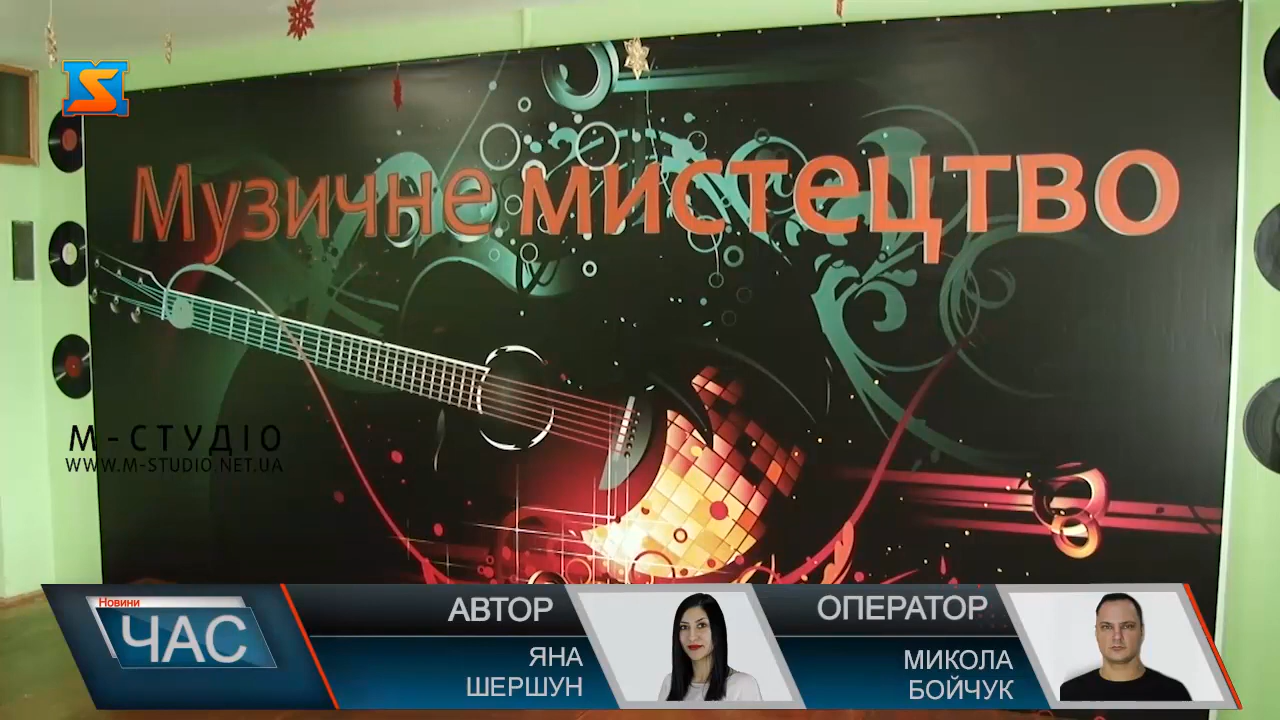 Музичне мистецтво
М-СТУДІО
WWW.M-STUDIO.NET.UA
Новини
ЧАС
АВТОР
ЯНА
ШЕРШУН
ОПЕРАТОР
МИКОЛА
БОЙЧУК